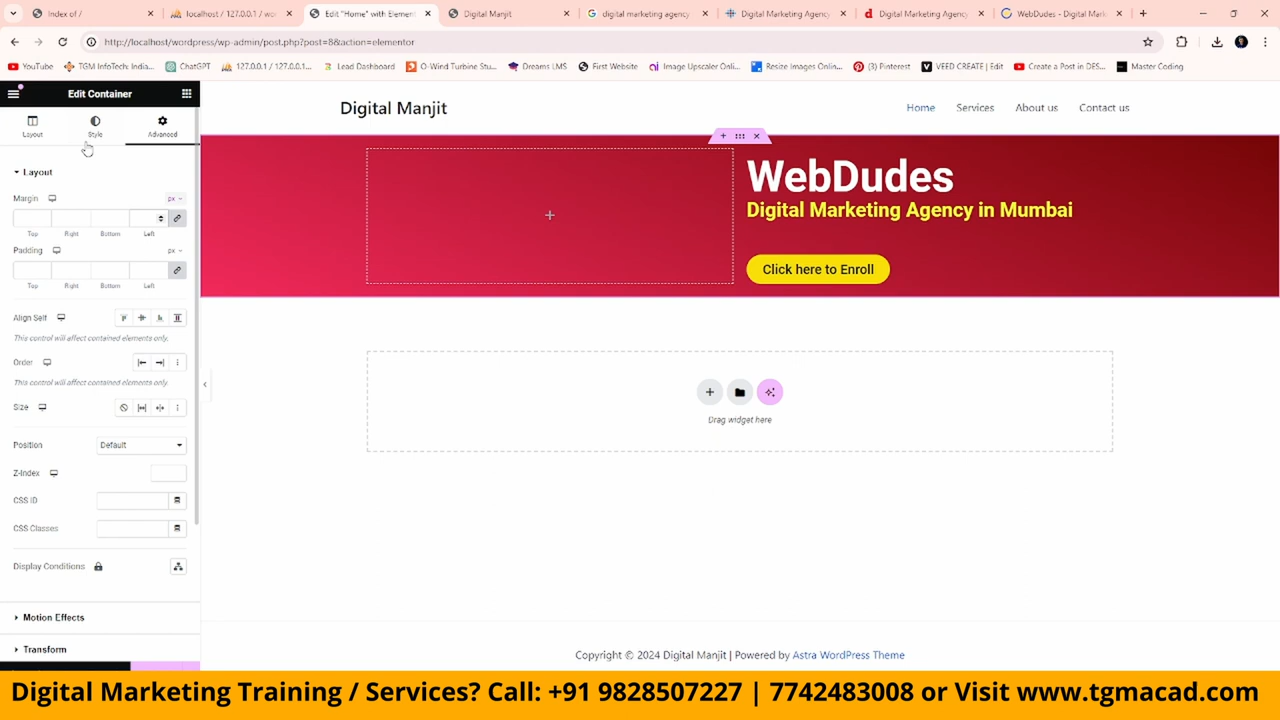 Index of /
localhost / 127.0.0.1 / wor
Edit "Home" with Elemen
Digital Manjit
digital marketing agency
Digital Marketing Agency
Digital Marketing Agency
WebDudes - Digital Mark
http://localhost/wordpress/wp-admin/post.php?post=8&action=elementor
YouTube
TGM InfoTech: India...
ChatGPT
127.0.0.1 / 127.0.0.1...
Lead Dashboard
O-Wind Turbine Stu...
Dreams LMS
First Website
Image Upscaler Onli...
Resize Images Onlin...
(3) Pinterest
VEED CREATE | Edit
Create a Post in DES...
Master Coding
Edit Container
Layout
Style
Advanced
Layout
Margin
px
Top Right Bottom Left
Padding
px
Top Right Bottom Left
Align Self
This control will affect contained elements only.
Order
This control will affect contained elements only.
Size
Position
Default
Z-Index
CSS ID
CSS Classes
Display Conditions
Motion Effects
Transform
Digital Manjit
Home
Services
About us
Contact us
WebDudes
Digital Marketing Agency in Mumbai
Click here to Enroll
Drag widget here
Copyright © 2024 Digital Manjit | Powered by Astra WordPress Theme
Digital Marketing Training / Services? Call: +91 9828507227 | 7742483008 or Visit www.tgmacad.com